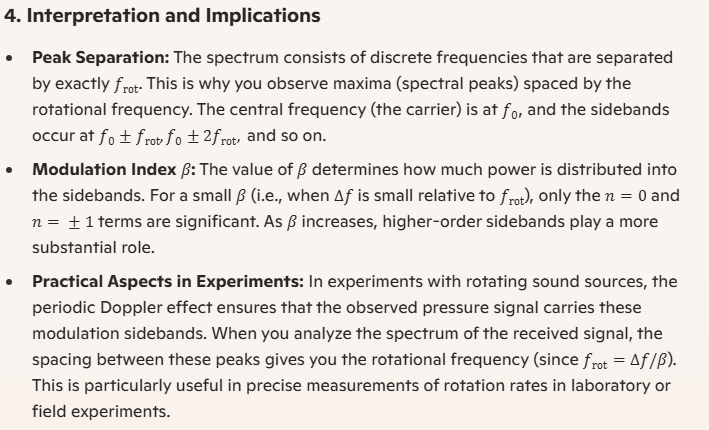 4. Interpretation and Implications
• Peak Separation: The spectrum consists of discrete frequencies that are separated
by exactly f_rot. This is why you observe maxima (spectral peaks) spaced by the
rotational frequency. The central frequency (the carrier) is at f₀, and the sidebands
occur at f₀ ± f_rot, f₀ ± 2f_rot, and so on.
• Modulation Index β: The value of β determines how much power is distributed into
the sidebands. For a small β (i.e., when Δf is small relative to f_rot), only the n = 0 and
n = ± 1 terms are significant. As β increases, higher-order sidebands play a more
substantial role.
• Practical Aspects in Experiments: In experiments with rotating sound sources, the
periodic Doppler effect ensures that the observed pressure signal carries these
modulation sidebands. When you analyze the spectrum of the received signal, the
spacing between these peaks gives you the rotational frequency (since f_rot = Δf/β).
This is particularly useful in precise measurements of rotation rates in laboratory or
field experiments.